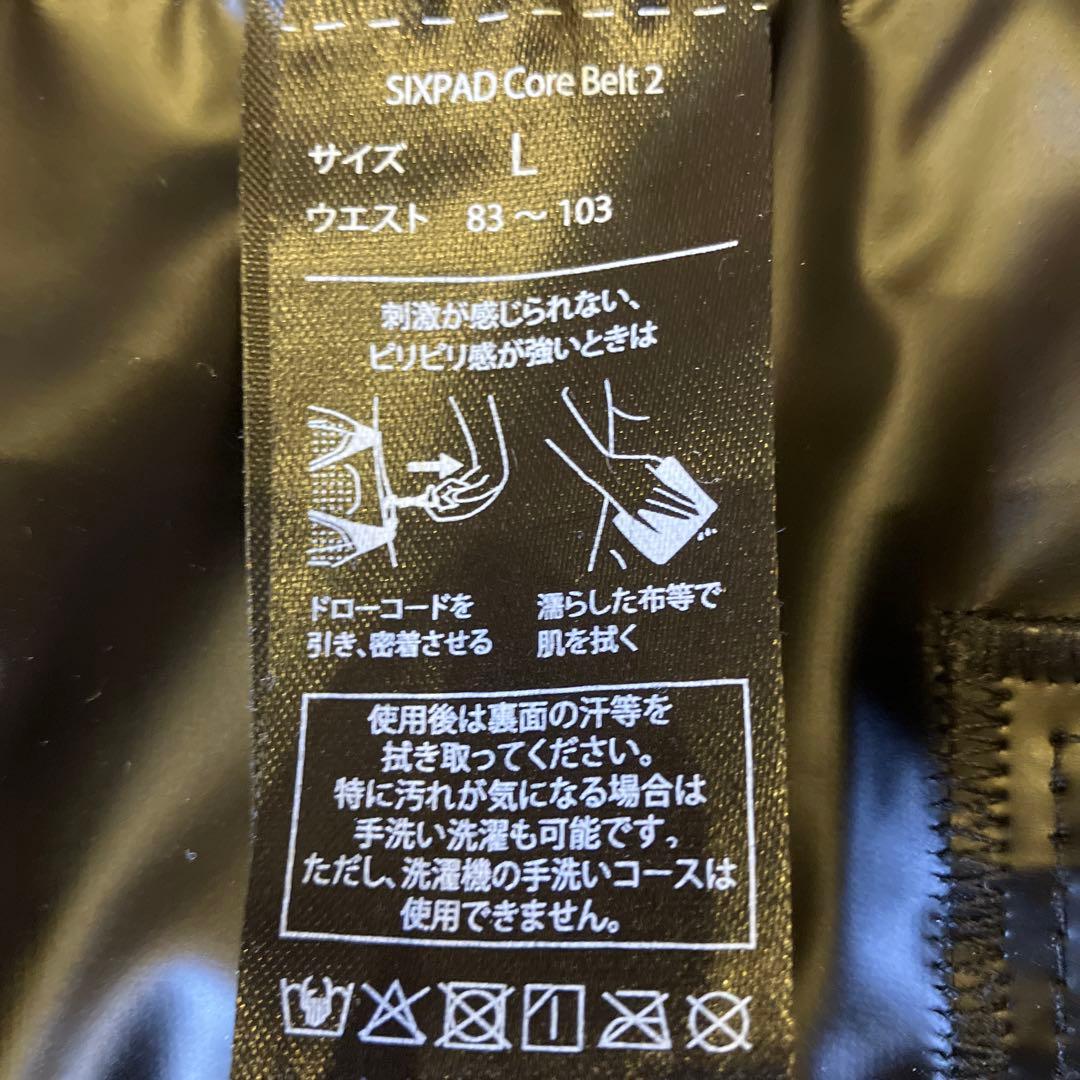 SIXPAD Core Belt 2
サイズ L
ウエスト 83 〜 103
刺激が感じられない、
ピリピリ感が強いときは
ドローコードを
引き、密着させる
濡らした布等で
肌を拭く
使用後は裏面の汗等を
拭き取ってください。
特に汚れが気になる場合は
手洗い洗濯も可能です。
ただし、洗濯機の手洗いコースは
使用できません。